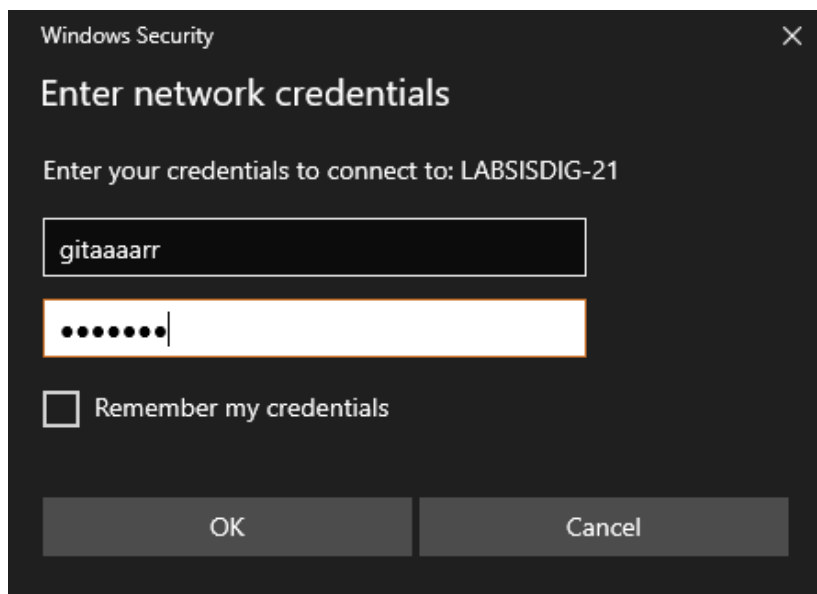 Windows Security
Enter network credentials
Enter your credentials to connect to: LABSISDIG-21
gitaaaarr
●●●●●●●
Remember my credentials
OK
Cancel